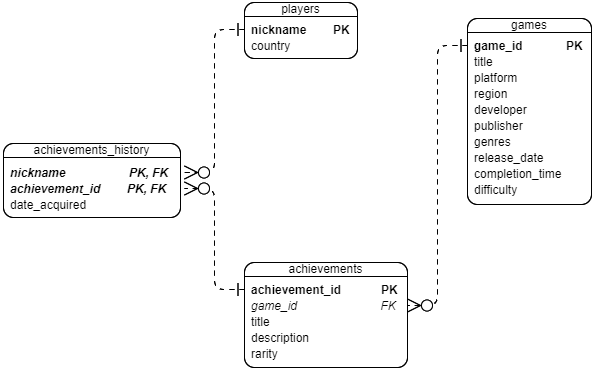 players
nickname PK
country
games
game_id PK
title
platform
region
developer
publisher
genres
release_date
completion_time
difficulty
achievements_history
nickname PK, FK
achievement_id PK, FK
date_acquired
achievements
achievement_id PK
game_id FK
title
description
rarity